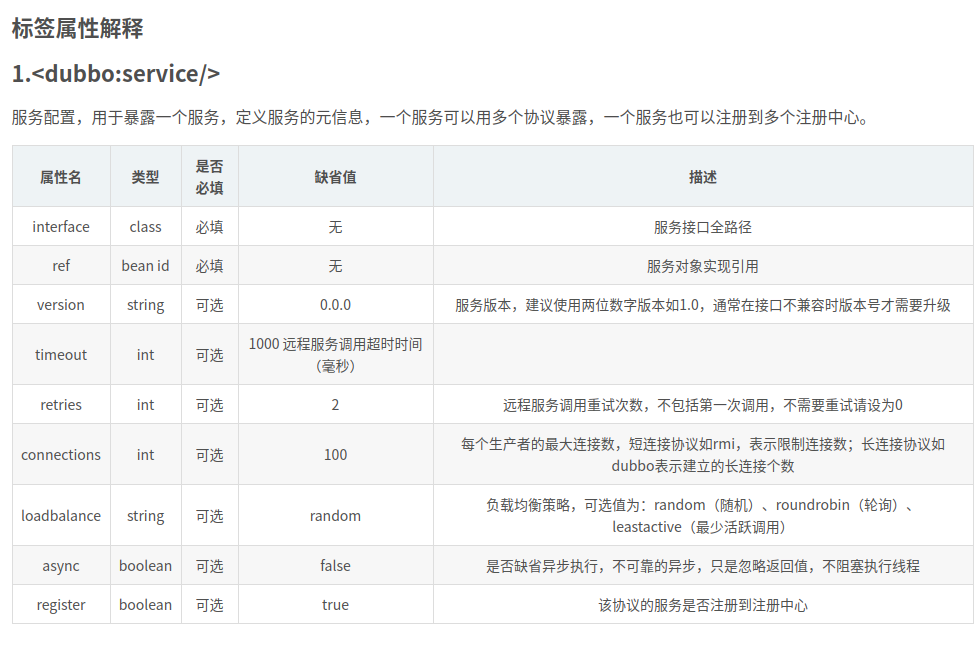 标签属性解释
1.<dubbo:service/>
服务配置，用于暴露一个服务，定义服务的元信息，一个服务可以用多个协议暴露，一个服务也可以注册到多个注册中心。
属性名 类型 是否必填 缺省值 描述
interface class 必填 无 服务接口全路径
ref bean id 必填 无 服务对象实现引用
version string 可选 0.0.0 服务版本，建议使用两位数字版本如1.0，通常在接口不兼容时版本号才需要升级
timeout int 可选 1000 远程服务调用超时时间（毫秒）
retries int 可选 2 远程服务调用重试次数，不包括第一次调用，不需要重试请设为0
connections int 可选 100 每个生产者的最大连接数，短连接协议如rmi，表示限制连接数；长连接协议如
dubbo表示建立的长连接个数
loadbalance string 可选 random 负载均衡策略，可选值为：random（随机）、roundrobin（轮询）、
leastactive（最少活跃调用）
async boolean 可选 false 是否缺省异步执行，不可靠的异步，只是忽略返回值，不阻塞执行线程
register boolean 可选 true 该协议的服务是否注册到注册中心